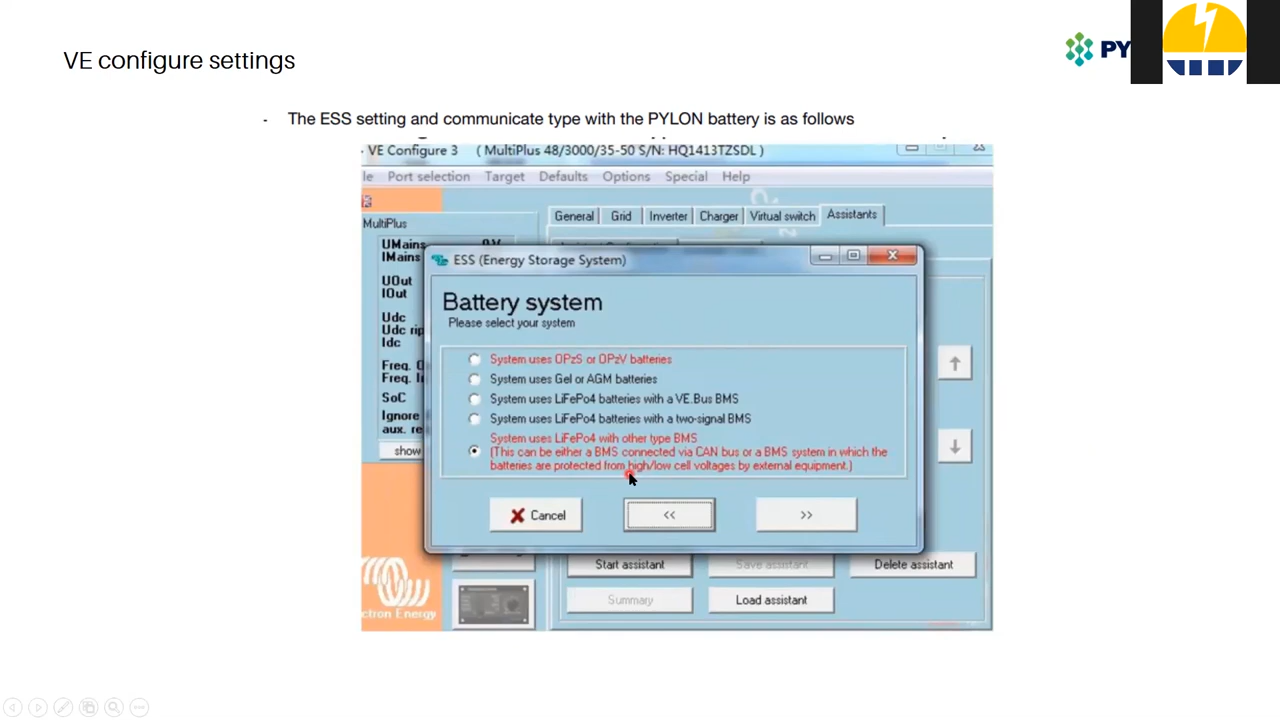 VE configure settings
PY
- The ESS setting and communicate type with the PYLON battery is as follows
VE Configure 3 ( MultiPlus 48/3000/35-50 S/N: HQ1413TZSDL )
le Port selection Target Defaults Options Special Help
General Grid Inverter Charger Virtual switch Assistants
MultiPlus
UMains 0 V
IMains
UOut
IOut
Udc
Udc rip
Idc
Freq. O
Freq. I
SoC
Ignore
aux. re
show
ESS (Energy Storage System)
Battery system
Please select your system
System uses OPzS or OPzV batteries
System uses Gel or AGM batteries
System uses LiFePo4 batteries with a VE.Bus BMS
System uses LiFePo4 batteries with a two-signal BMS
System uses LiFePo4 with other type BMS
(This can be either a BMS connected via CAN bus or a BMS system in which the
batteries are protected from high/low cell voltages by external equipment.)
Cancel << >>
Start assistant Save assistant Delete assistant
Summary Load assistant
ctron Energy